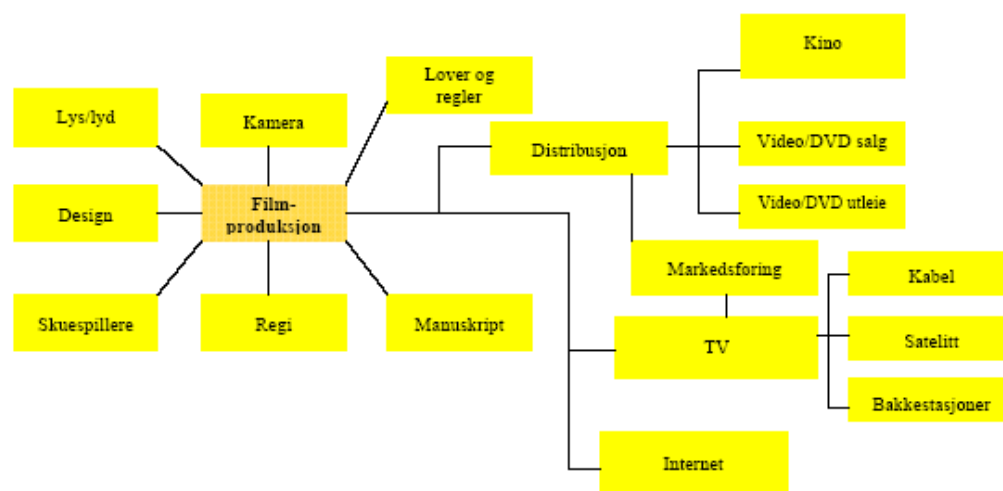 Kino
Lover og
regler
Lys/lyd
Kamera
Distribusjon
Video/DVD salg
Design
Film-
produksjon
Video/DVD utleie
Markedsføring
Kabel
Skuespillere
Regi
Manuskript
TV
Satelitt
Bakkestasjoner
Internet